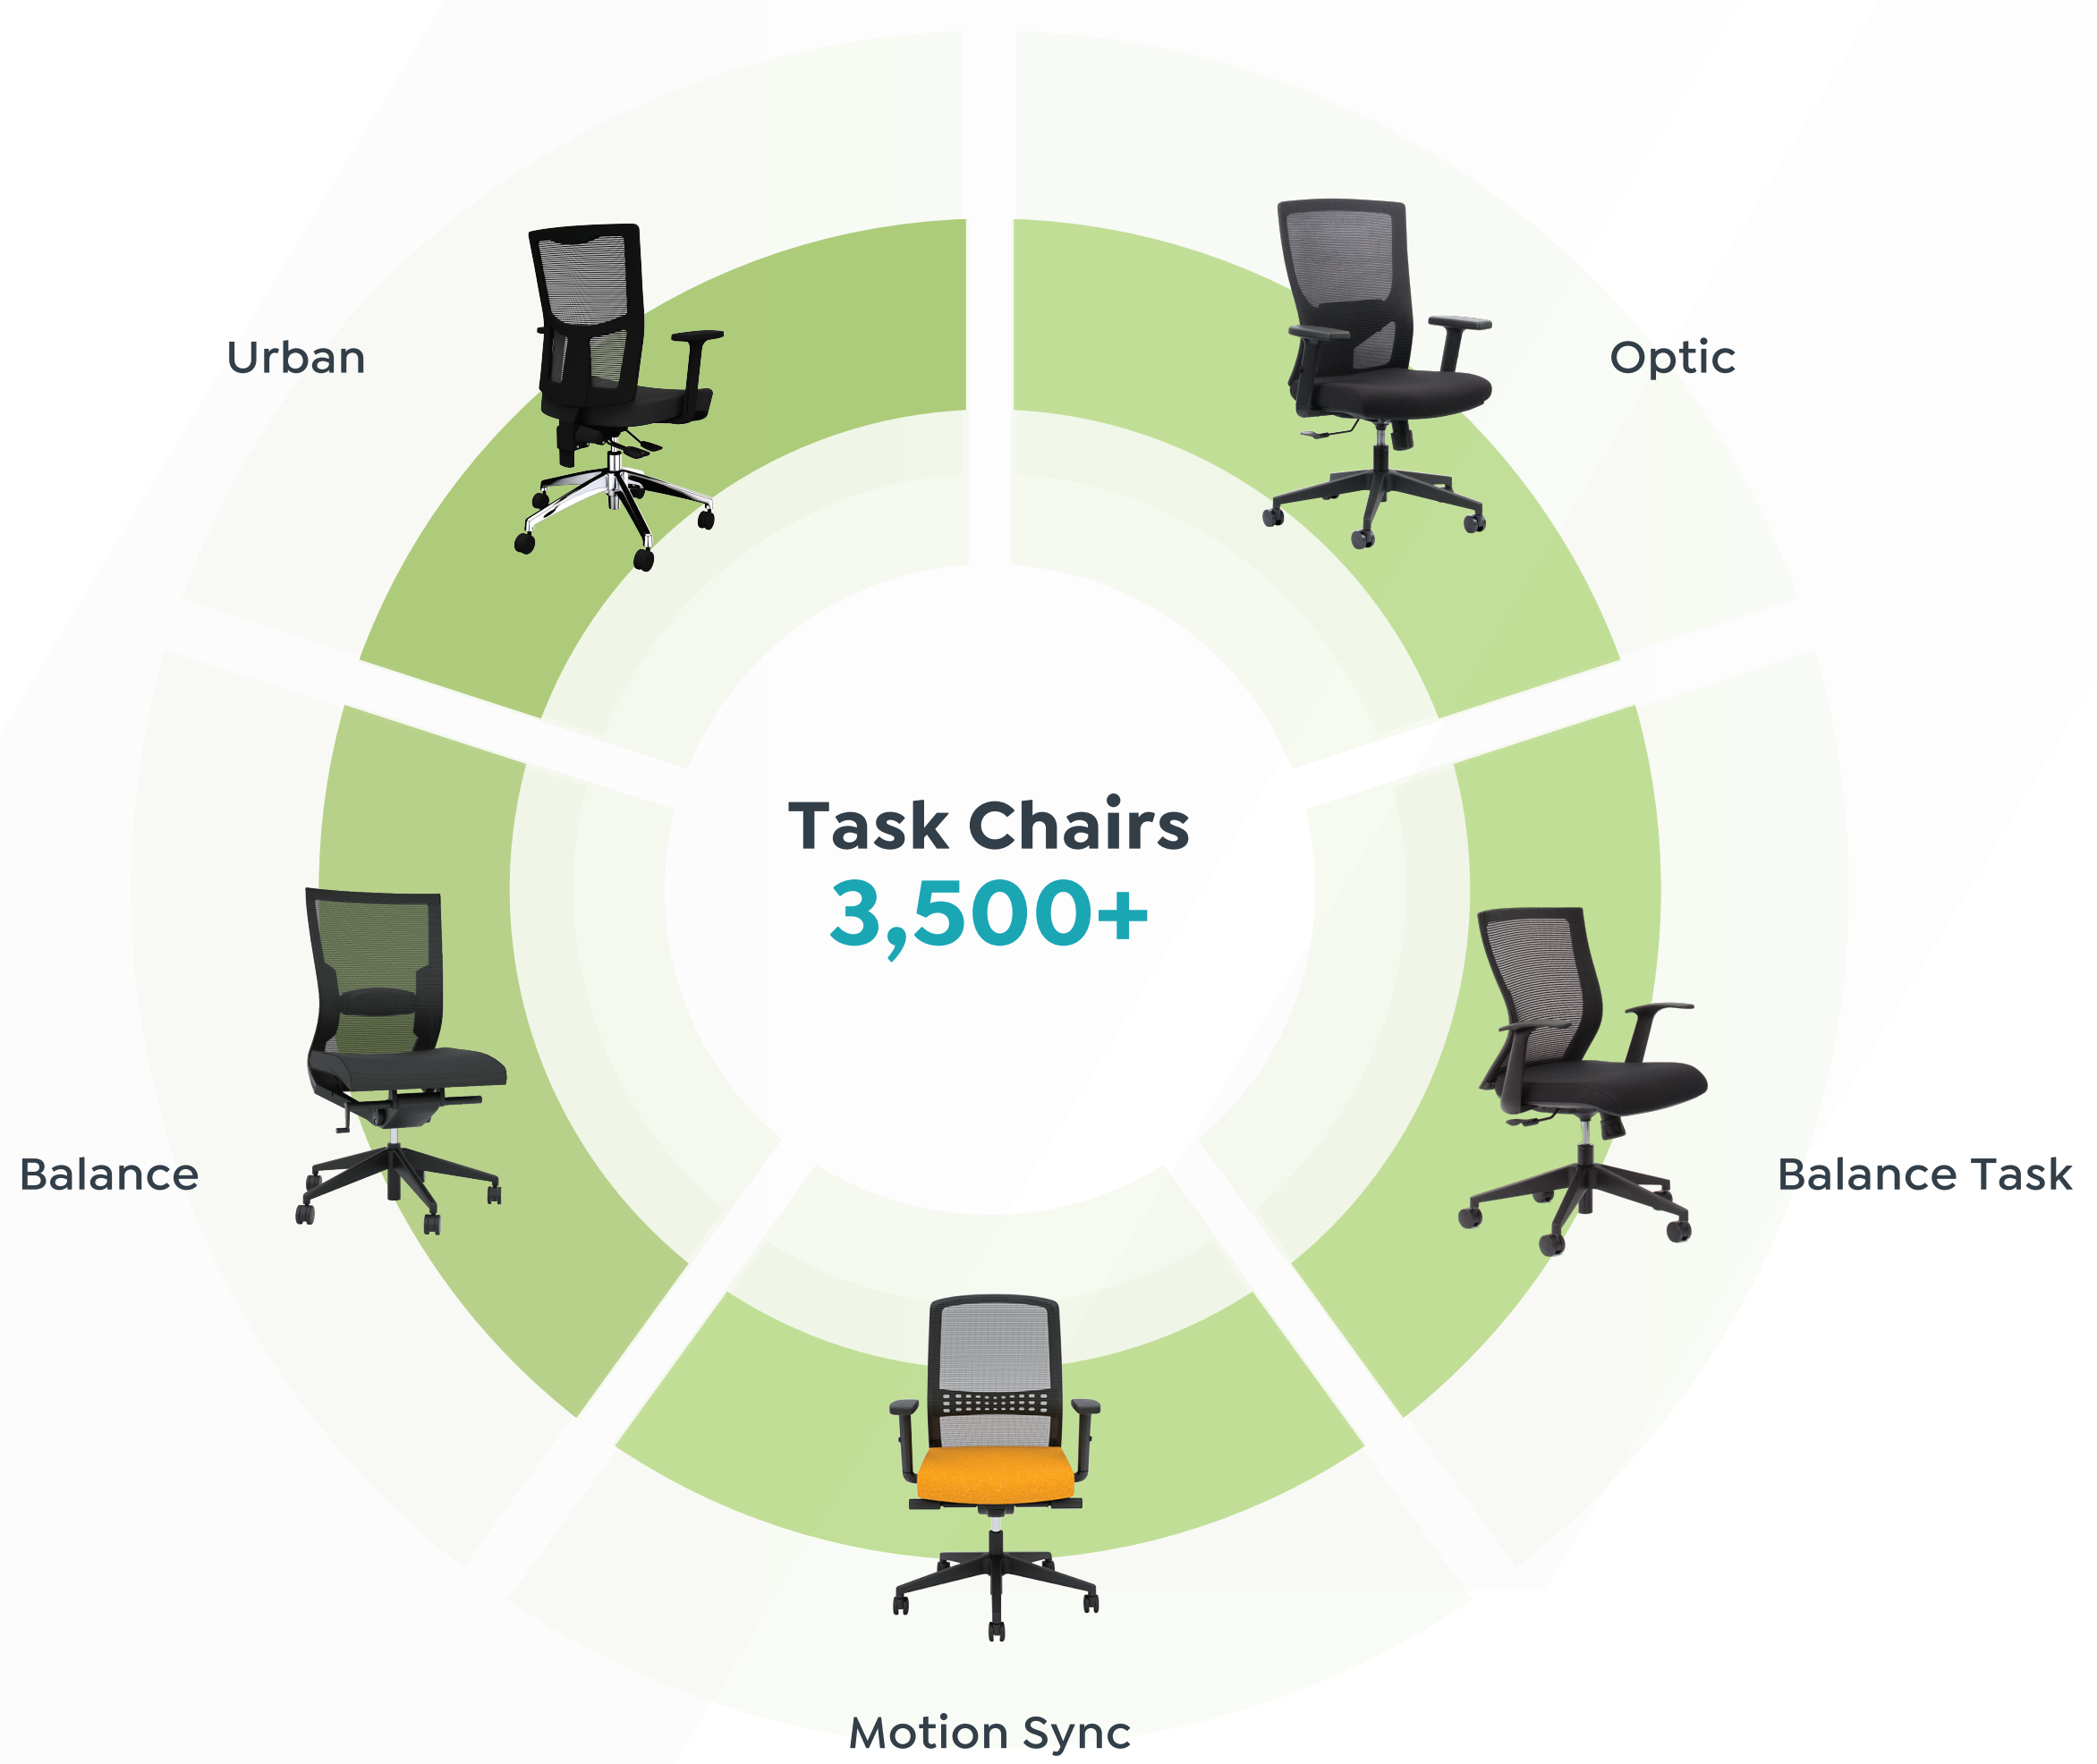 Urban
Optic
Task Chairs
3,500+
Balance
Balance Task
Motion Sync